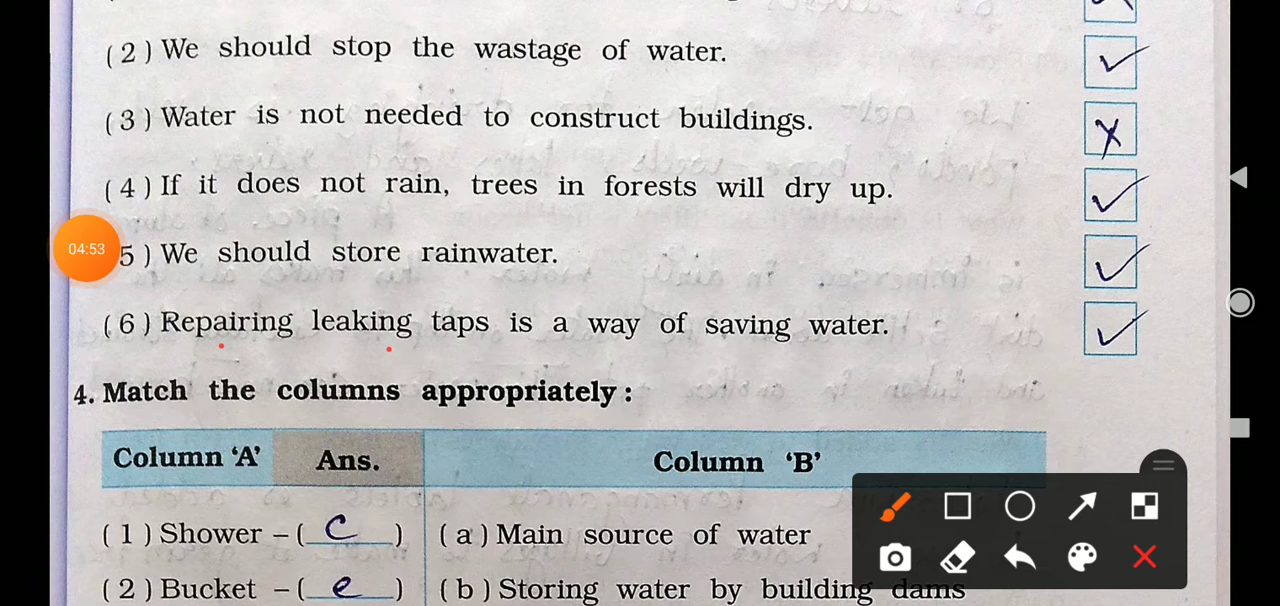 (2) We should stop the wastage of water. ✓
(3) Water is not needed to construct buildings. ✗
(4) If it does not rain, trees in forests will dry up. ✓
04:53
5) We should store rainwater. ✓
(6) Repairing leaking taps is a way of saving water. ✓
4. Match the columns appropriately:
Column ‘A’ Ans. Column ‘B’
(1) Shower – (c) (a) Main source of water
(2) Bucket – (e) (b) Storing water by building dams